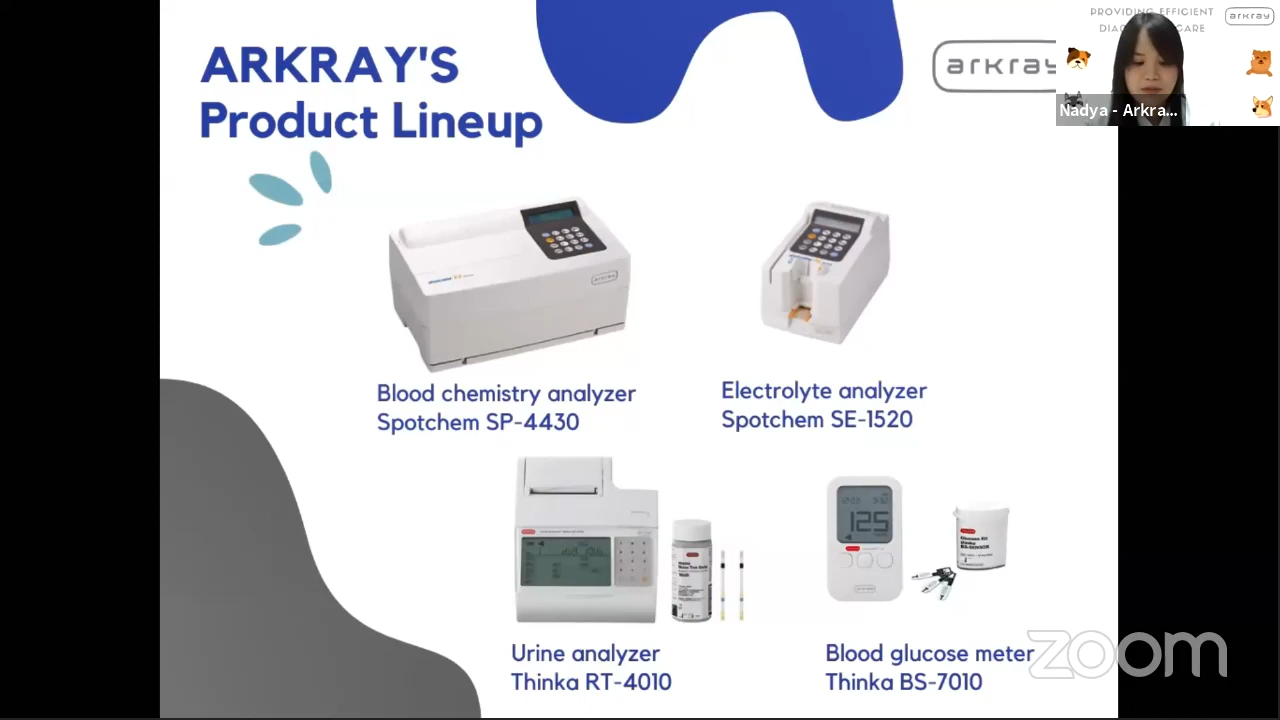 ARKRAY'S
Product Lineup
arkray
PROVIDING EFFICIENT
arkray
Nadya - Arkra...
arkray
Blood chemistry analyzer
Spotchem SP-4430
Electrolyte analyzer
Spotchem SE-1520
125
Urine analyzer
Thinka RT-4010
Blood glucose meter
Thinka BS-7010
zoom